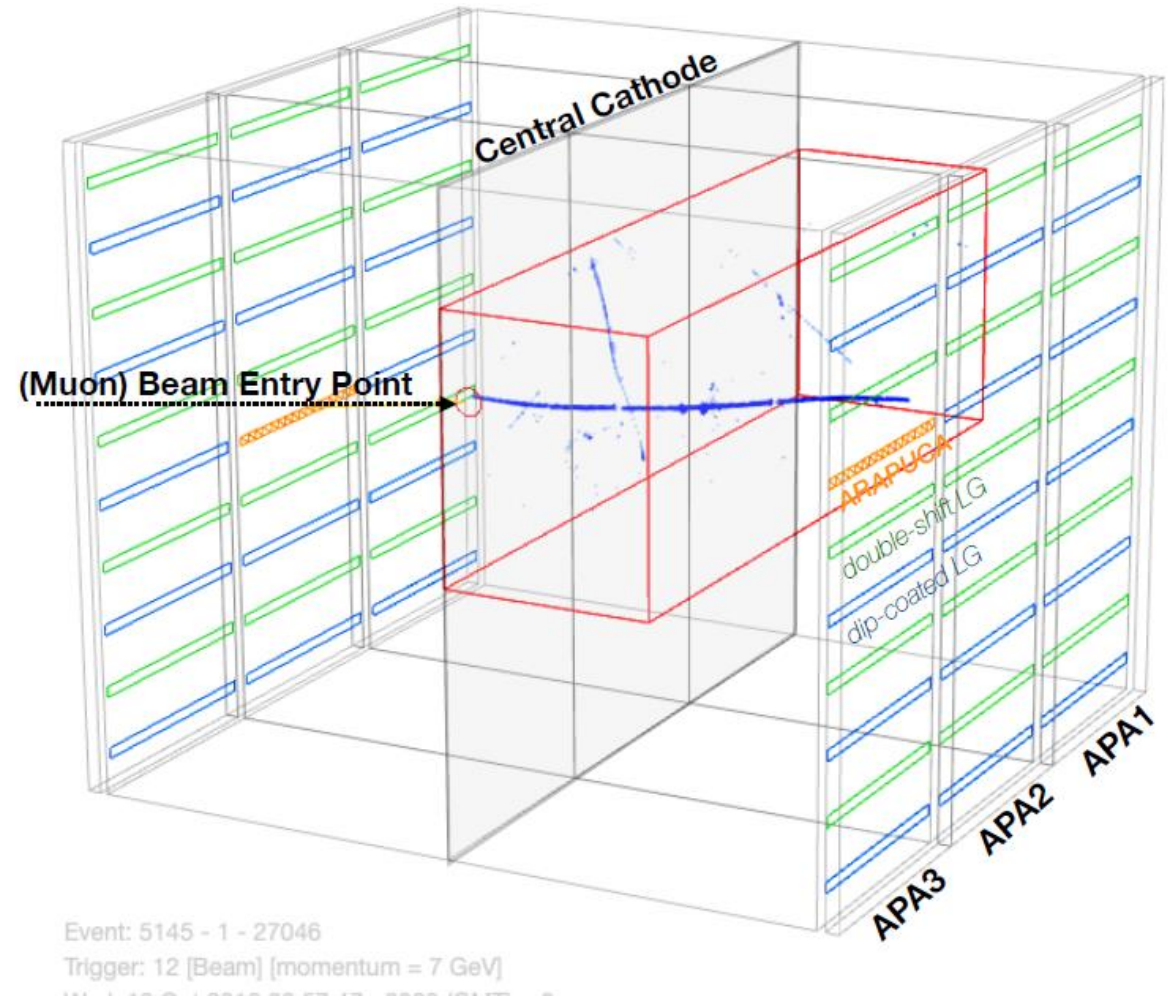 Central Cathode
(Muon) Beam Entry Point
ARAPUCA
double-shift LG
dip-coated LG
APA1
APA2
APA3
Event: 5145 - 1 - 27046
Trigger: 12 [Beam] [momentum = 7 GeV]